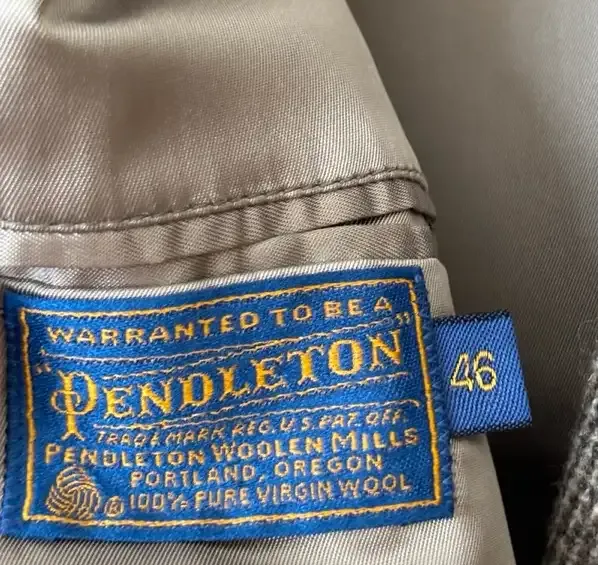 WARRANTED TO BE A
"PENDLETON"
TRADE MARK REG. U.S. PAT. OFF.
PENDLETON WOOLEN MILLS
PORTLAND, OREGON
® 100% PURE VIRGIN WOOL
46